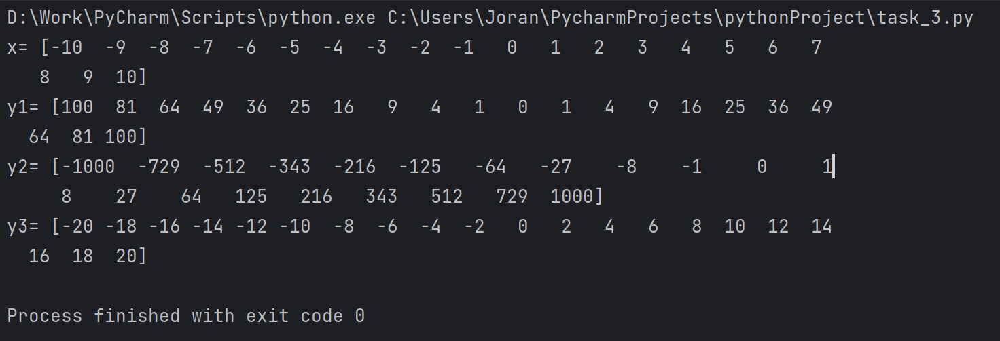 D:\Work\PyCharm\Scripts\python.exe C:\Users\Joran\PycharmProjects\pythonProject\task_3.py
x= [-10  -9  -8  -7  -6  -5  -4  -3  -2  -1   0   1   2   3   4   5   6   7
   8   9  10]
y1= [100  81  64  49  36  25  16   9   4   1   0   1   4   9  16  25  36  49
  64  81 100]
y2= [-1000  -729  -512  -343  -216  -125   -64   -27    -8    -1     0     1
     8    27    64   125   216   343   512   729  1000]
y3= [-20 -18 -16 -14 -12 -10  -8  -6  -4  -2   0   2   4   6   8  10  12  14
  16  18  20]
Process finished with exit code 0